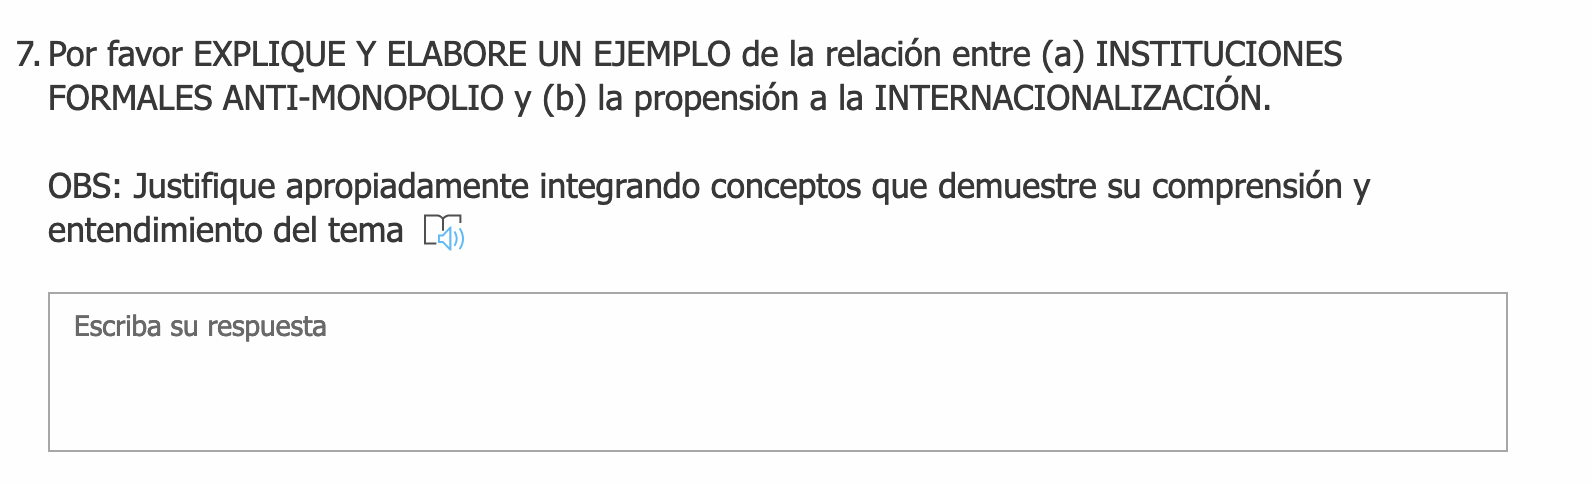 7. Por favor EXPLIQUE Y ELABORE UN EJEMPLO de la relación entre (a) INSTITUCIONES
FORMALES ANTI-MONOPOLIO y (b) la propensión a la INTERNACIONALIZACIÓN.
OBS: Justifique apropiadamente integrando conceptos que demuestre su comprensión y
entendimiento del tema
Escriba su respuesta